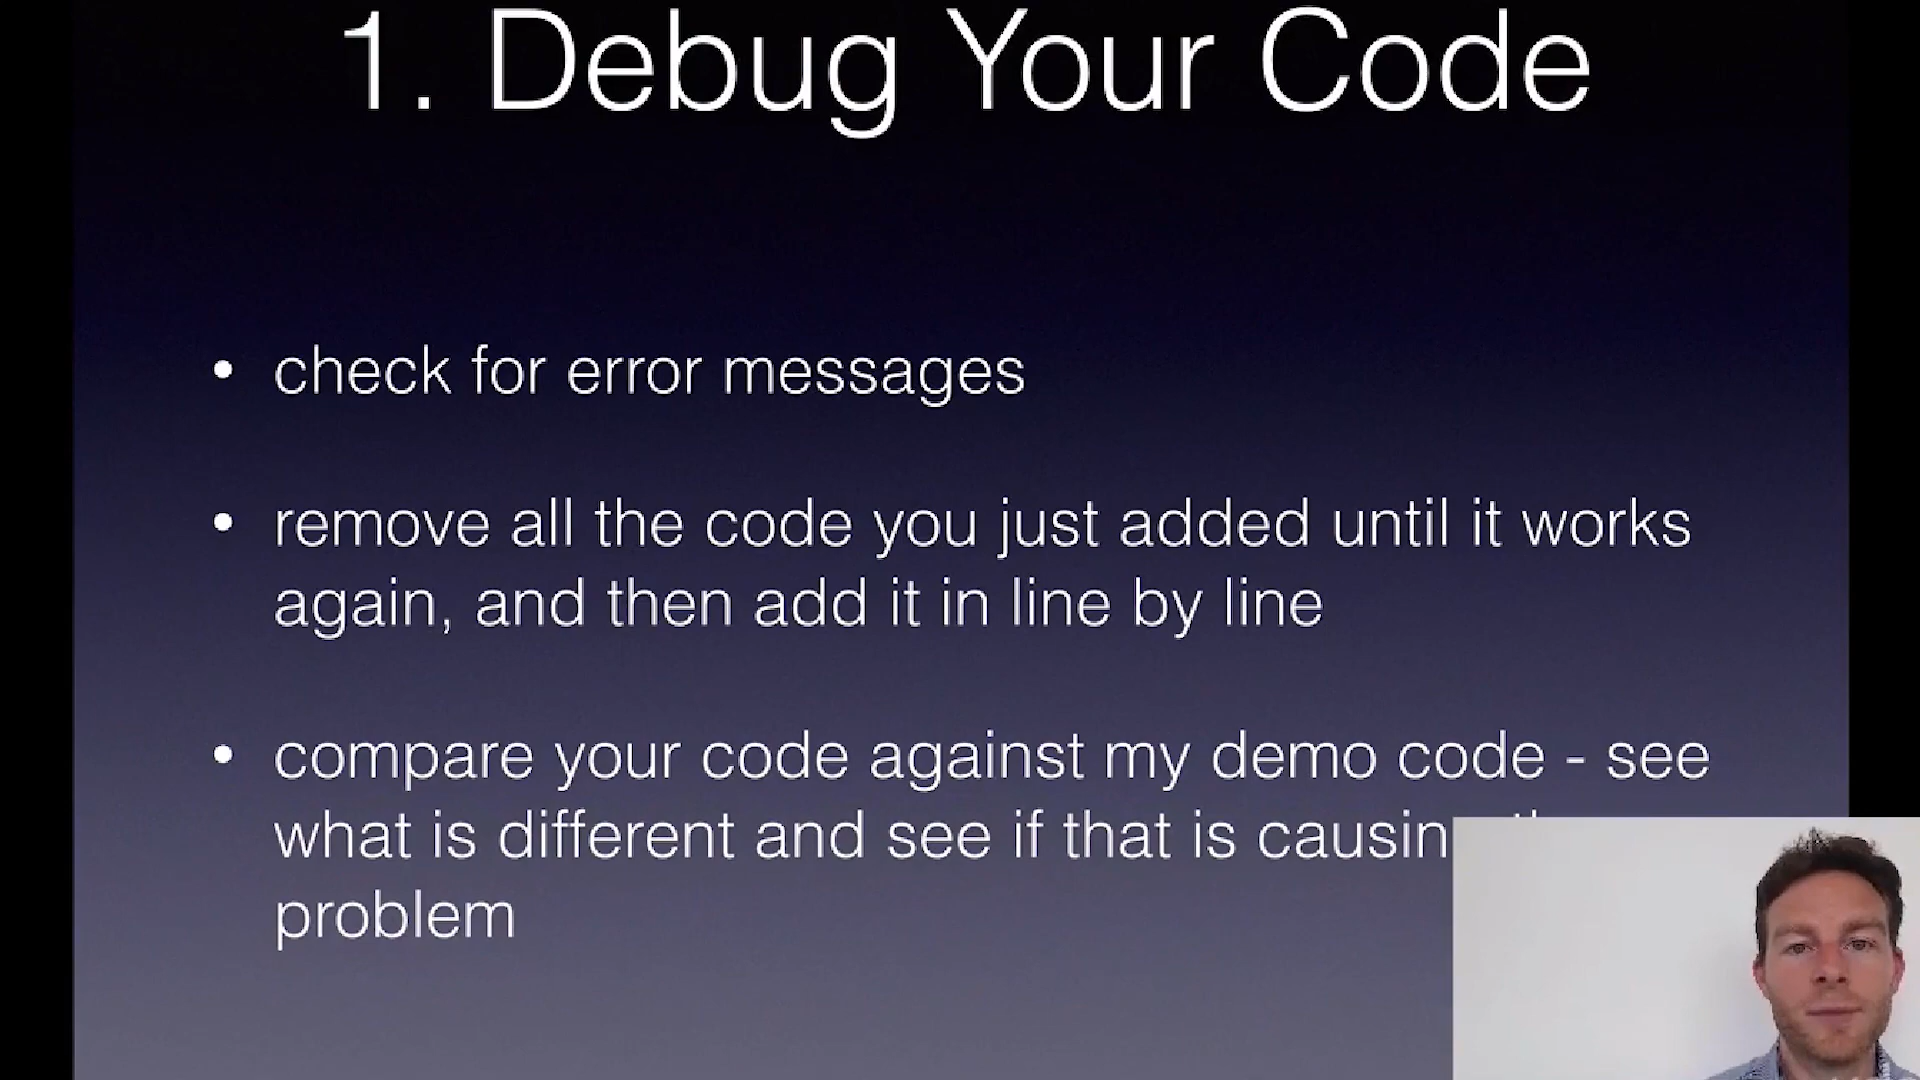 1. Debug Your Code
• check for error messages
• remove all the code you just added until it works
again, and then add it in line by line
• compare your code against my demo code - see
what is different and see if that is
problem